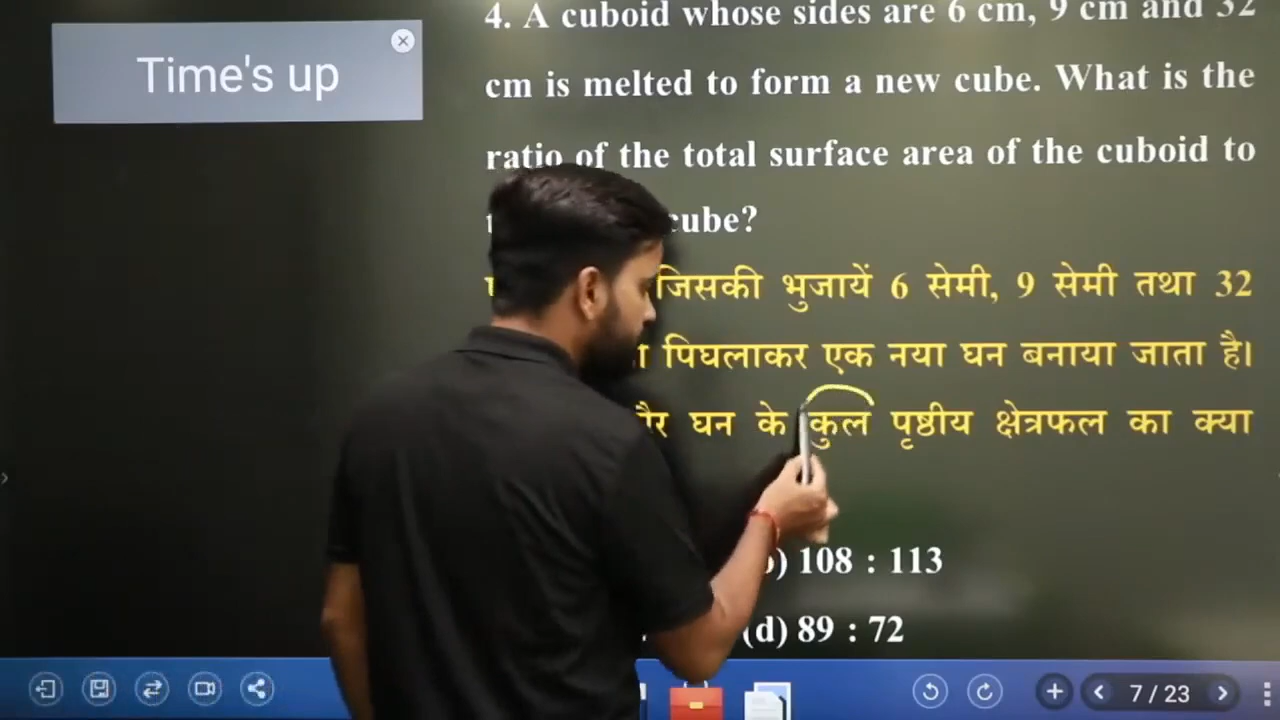 Time's up
4. A cuboid whose sides are 6 cm, 9 cm and 32
cm is melted to form a new cube. What is the
ratio of the total surface area of the cuboid to
cube?
जिसकी भुजायें 6 सेमी, 9 सेमी तथा 32
पिघलाकर एक नया घन बनाया जाता है।
घन के कुल पृष्ठीय क्षेत्रफल का क्या
108 : 113
(d) 89 : 72
7 / 23